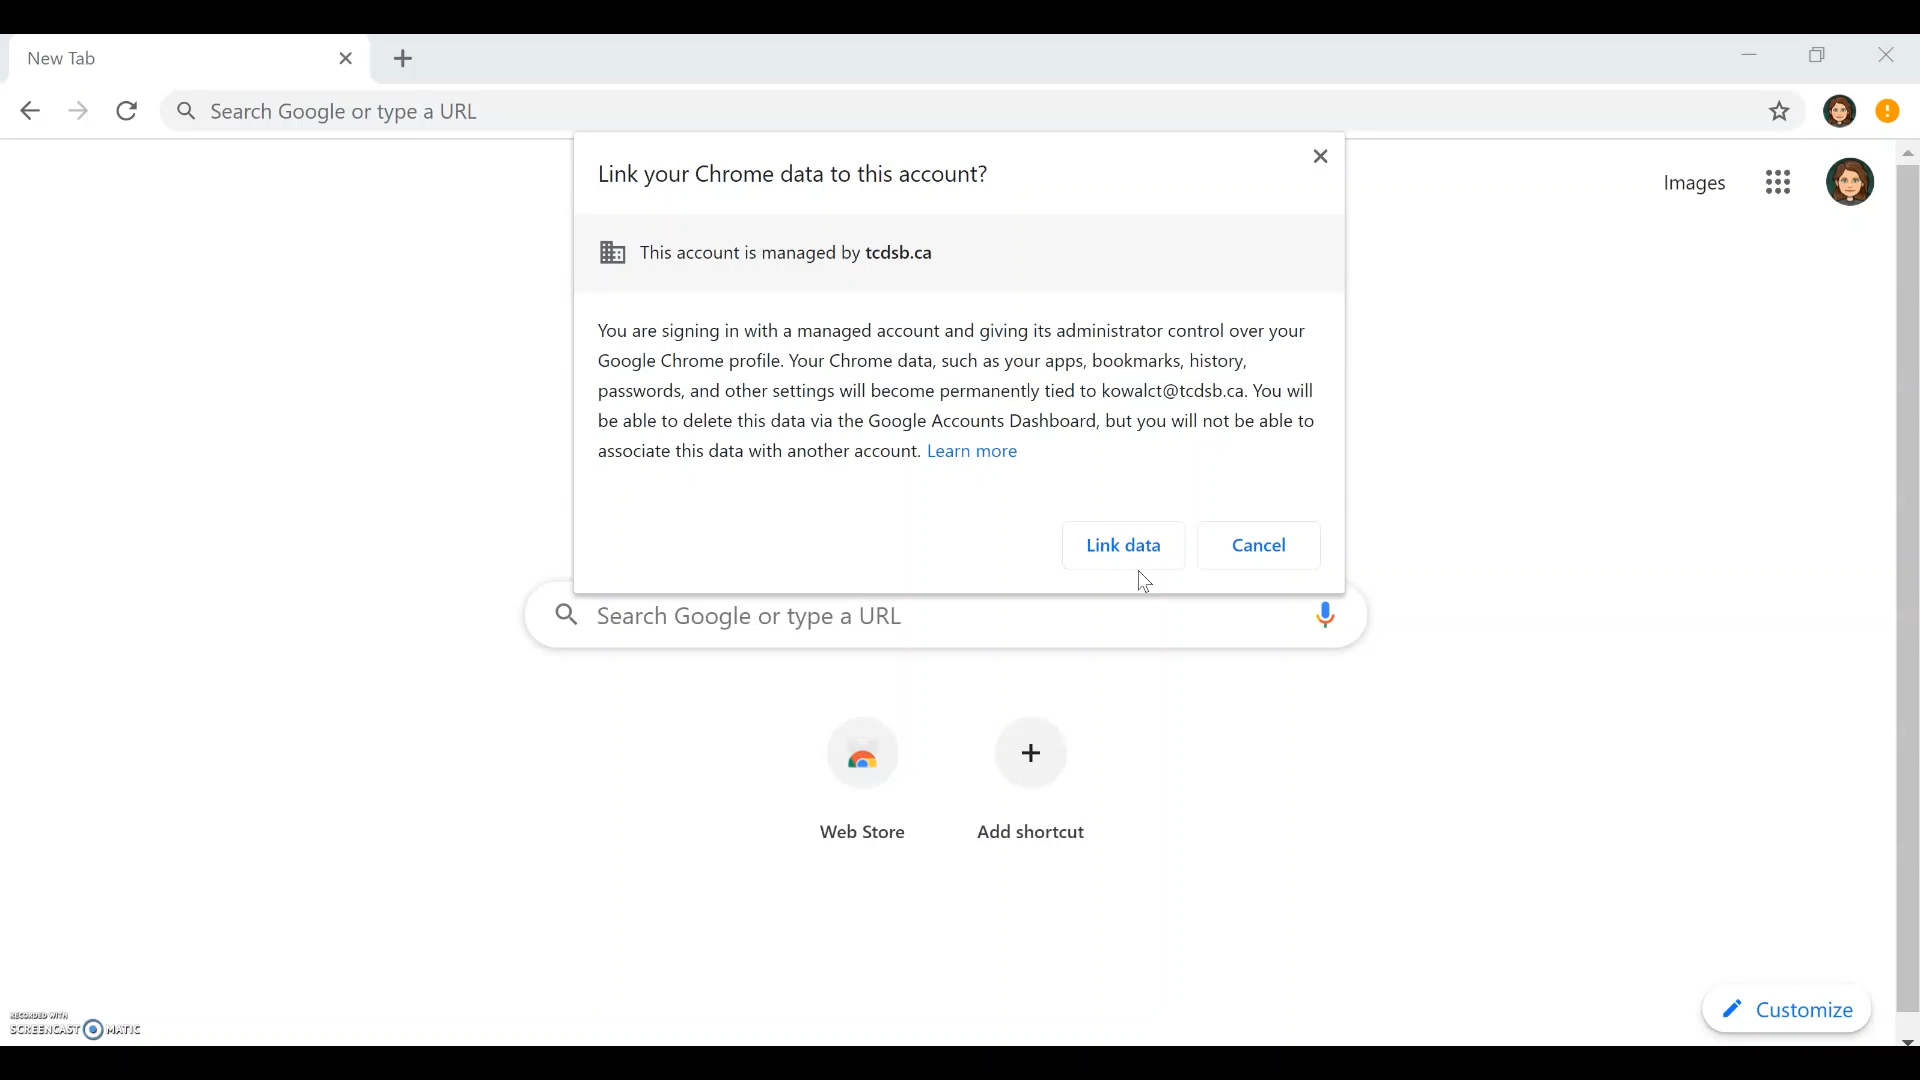 New Tab
Search Google or type a URL
Link your Chrome data to this account?
Images
This account is managed by tcdsb.ca
You are signing in with a managed account and giving its administrator control over your
Google Chrome profile. Your Chrome data, such as your apps, bookmarks, history,
passwords, and other settings will become permanently tied to kowalct@tcdsb.ca. You will
be able to delete this data via the Google Accounts Dashboard, but you will not be able to
associate this data with another account. Learn more
Link data Cancel
Search Google or type a URL
Web Store Add shortcut
Customize
RECORDED WITH
SCREENCAST MATIC